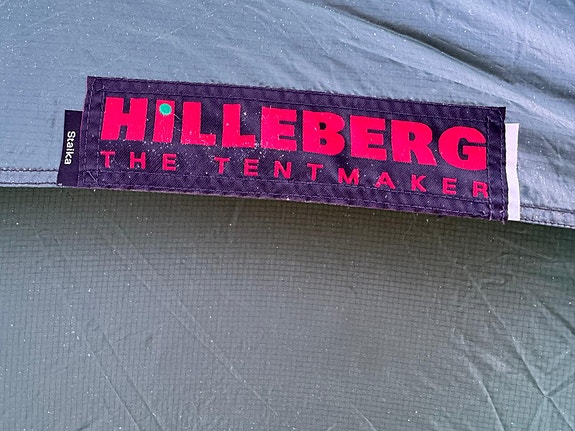 HiLLEBERG
THE TENTMAKER
Staika